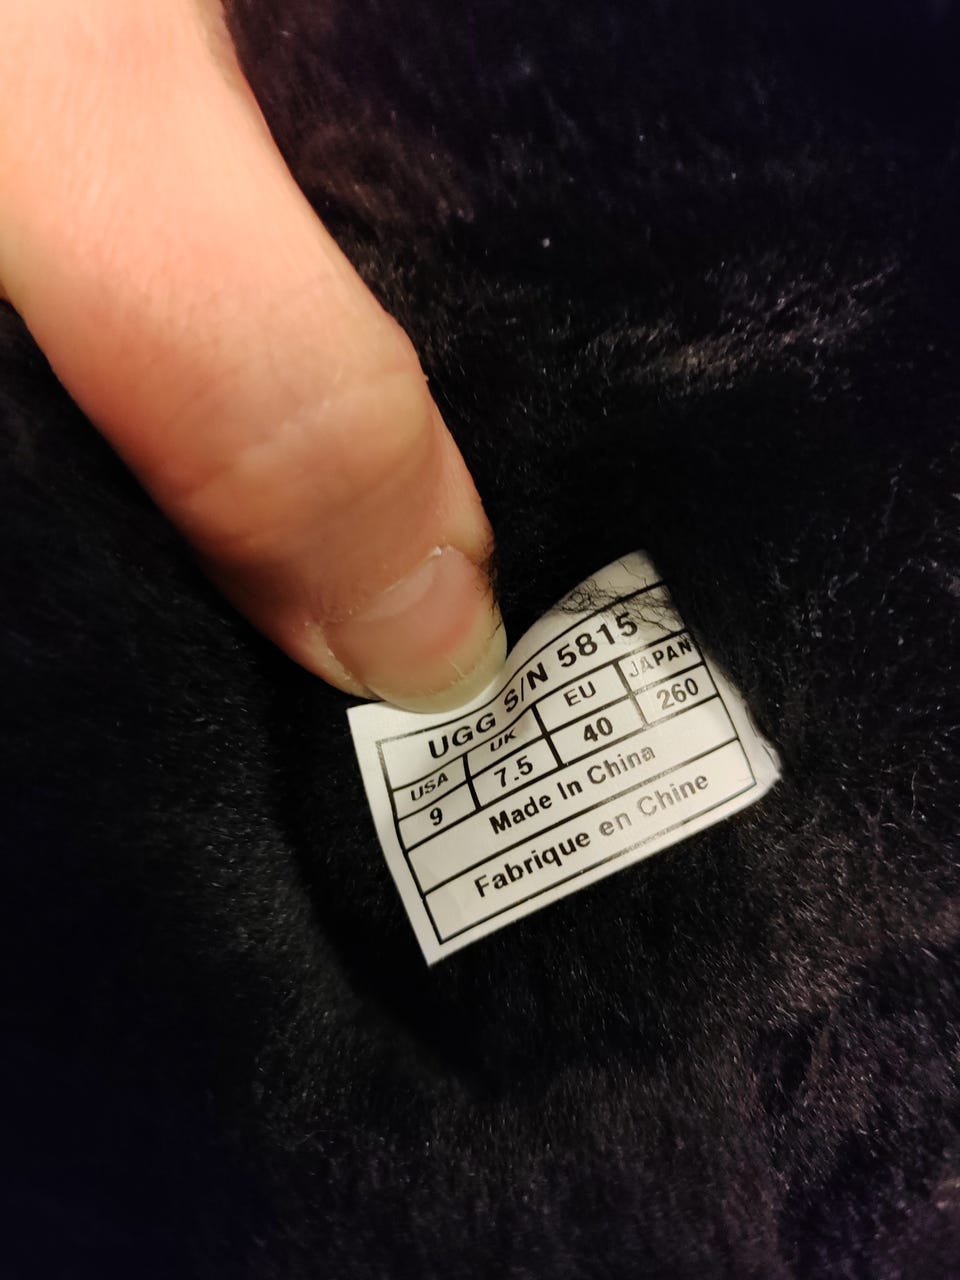 UGG S/N 5815
USA UK EU JAPAN
9 7.5 40 260
Made In China
Fabrique en Chine